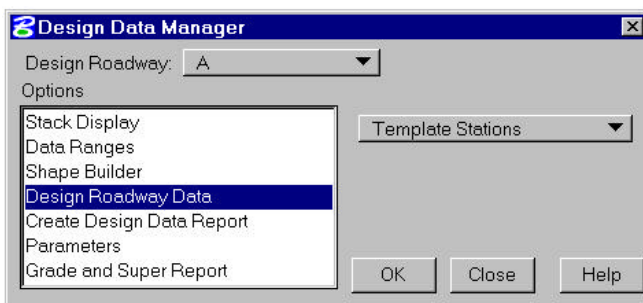 Design Data Manager
Design Roadway: A
Options
Stack Display
Data Ranges
Shape Builder
Design Roadway Data
Create Design Data Report
Parameters
Grade and Super Report
Template Stations
OK Close Help